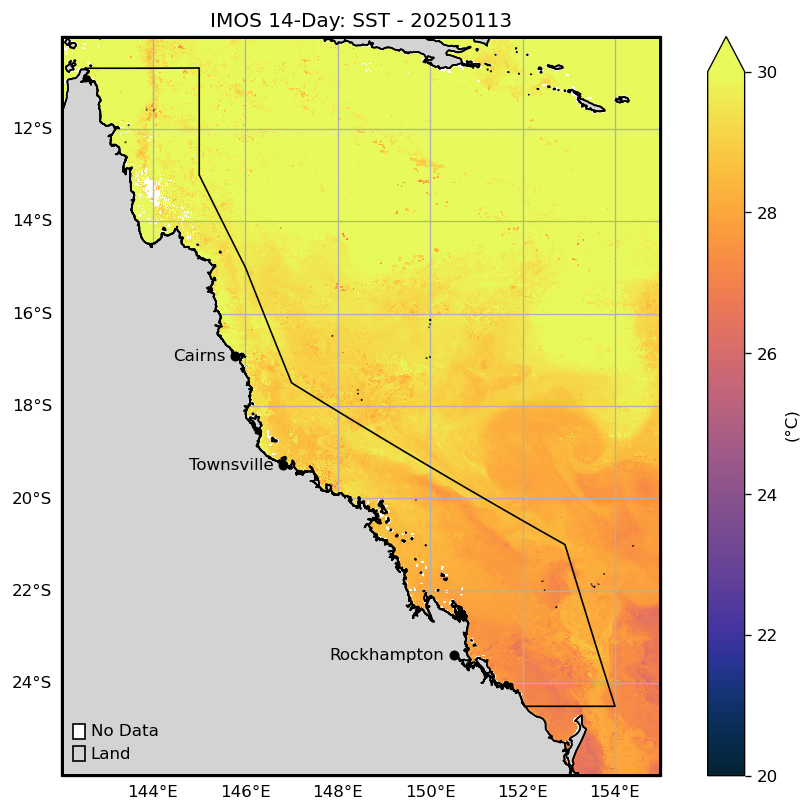 IMOS 14-Day: SST - 20250113
12°S
14°S
16°S
18°S
20°S
22°S
24°S
Cairns
Townsville
Rockhampton
No Data
Land
144°E
146°E
148°E
150°E
152°E
154°E
30
28
26
24
22
20
(°C)